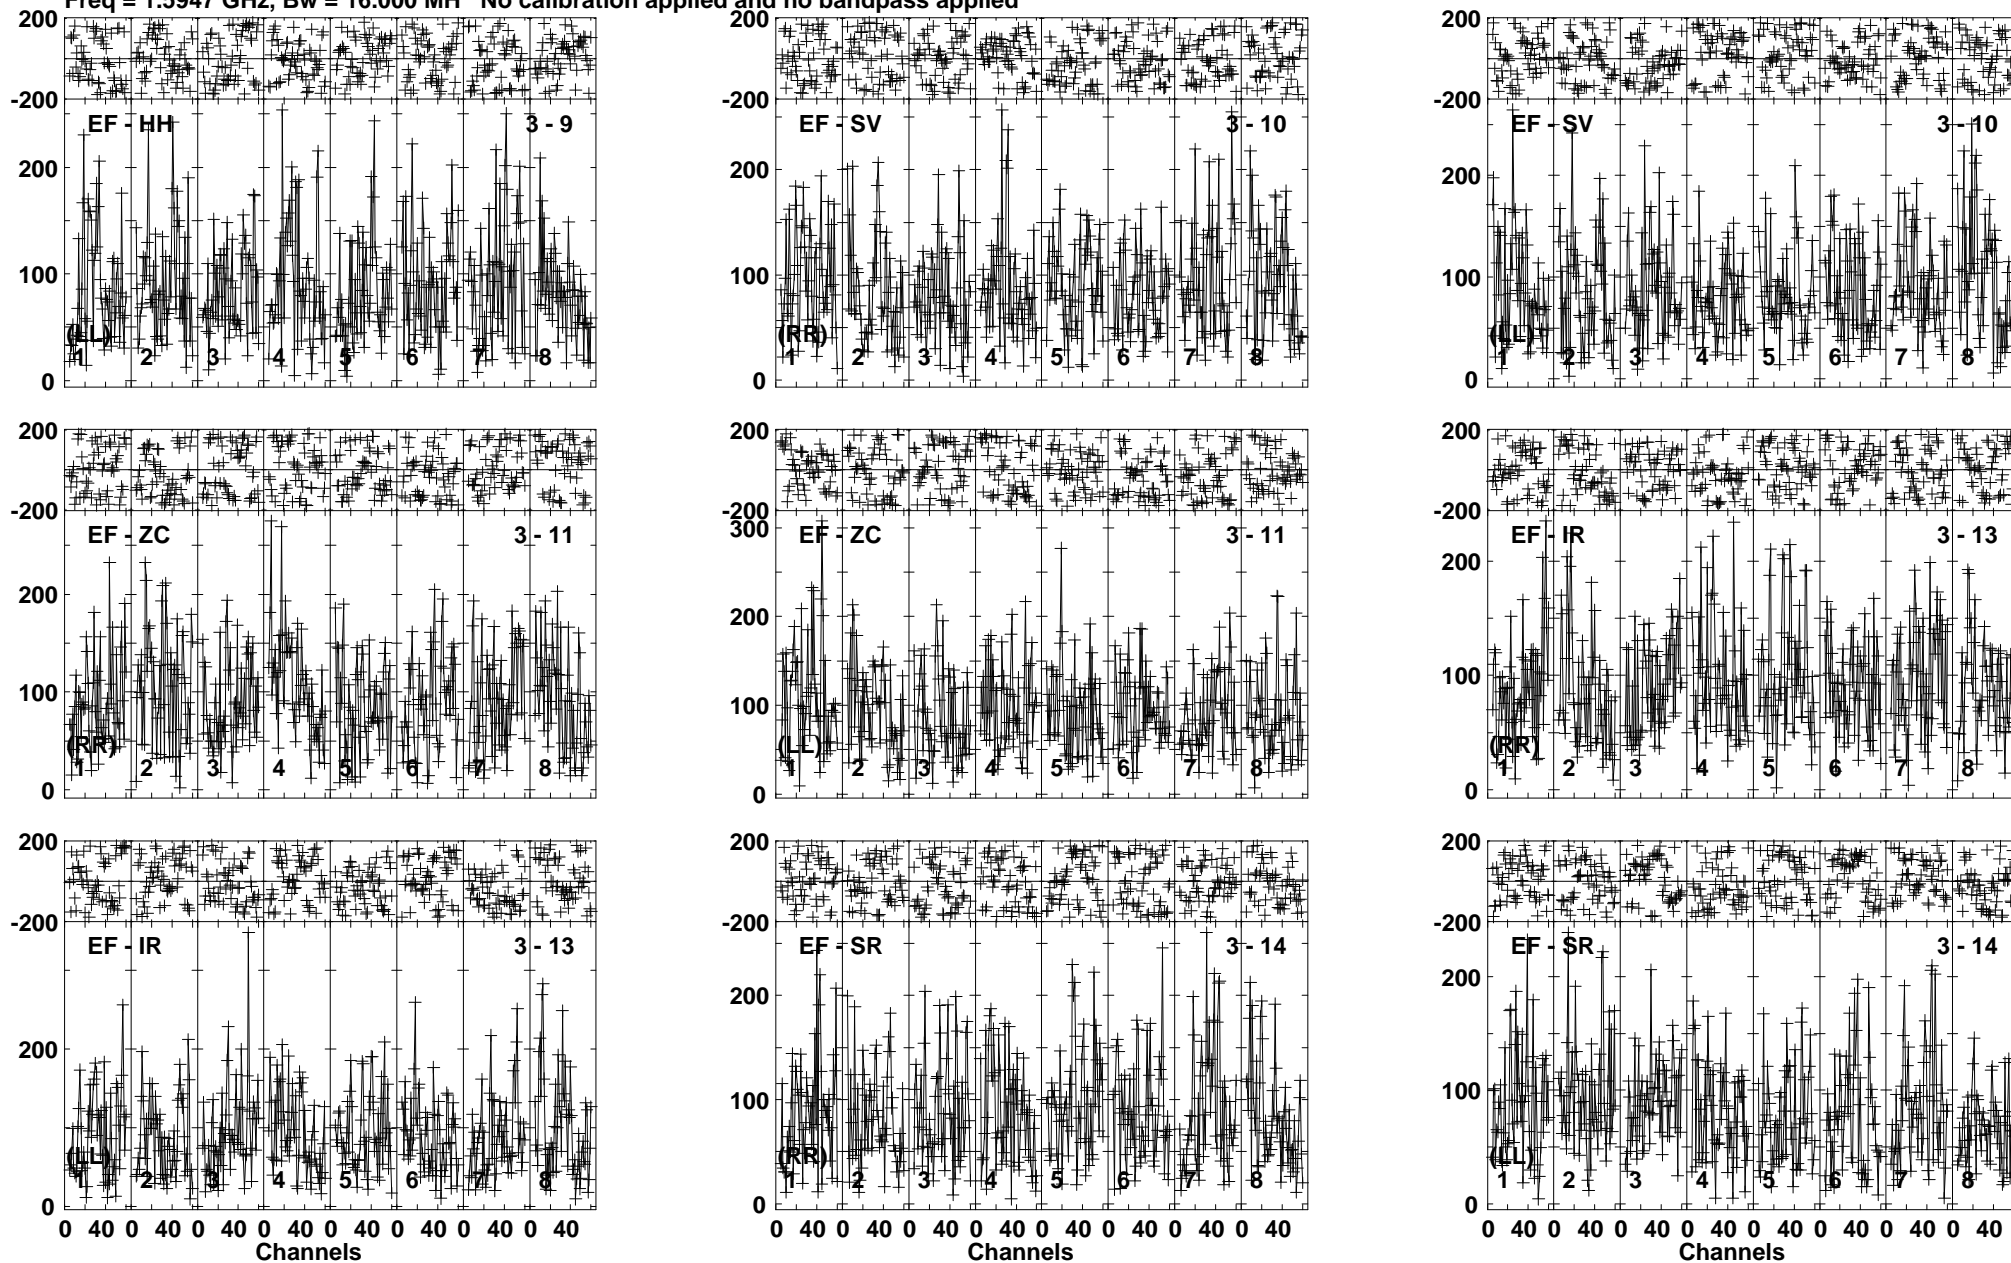 Freq = 1.5947 GHz, Bw = 16.000 MH No calibration applied and no bandpass applied
200 200 200
-200 -200 -200
EF - HH 3 - 9 EF - SV 3 - 10 EF - SV 3 - 10
200 200 200
100 100 100
(LL) (RR) (LL)
1 2 3 4 5 6 7 8 1 2 3 4 5 6 7 8 1 2 3 4 5 6 7 8
0 0 0
200 200 200
-200 -200 -200
300
EF - ZC 3 - 11 EF - ZC 3 - 11 EF - IR 3 - 13
200 200 200
100 100 100
(RR) (LL) (RR)
1 2 3 4 5 6 7 8 1 2 3 4 5 6 7 8 1 2 3 4 5 6 7 8
0 0 0
200 200 200
-200 -200 -200
EF - IR 3 - 13 EF - SR 3 - 14 EF - SR 3 - 14
200 200 200
100 100
(LL) (RR) (LL)
1 2 3 4 5 6 7 8 1 2 3 4 5 6 7 8 1 2 3 4 5 6 7 8
0 0 0
0 40 0 40 0 40 0 40 0 40 0 40 0 40 0 40 0 40 0 40 0 40 0 40 0 40 0 40 0 40 0 40 0 40 0 40 0 40 0 40 0 40 0 40 0 40 0 40
Channels Channels Channels